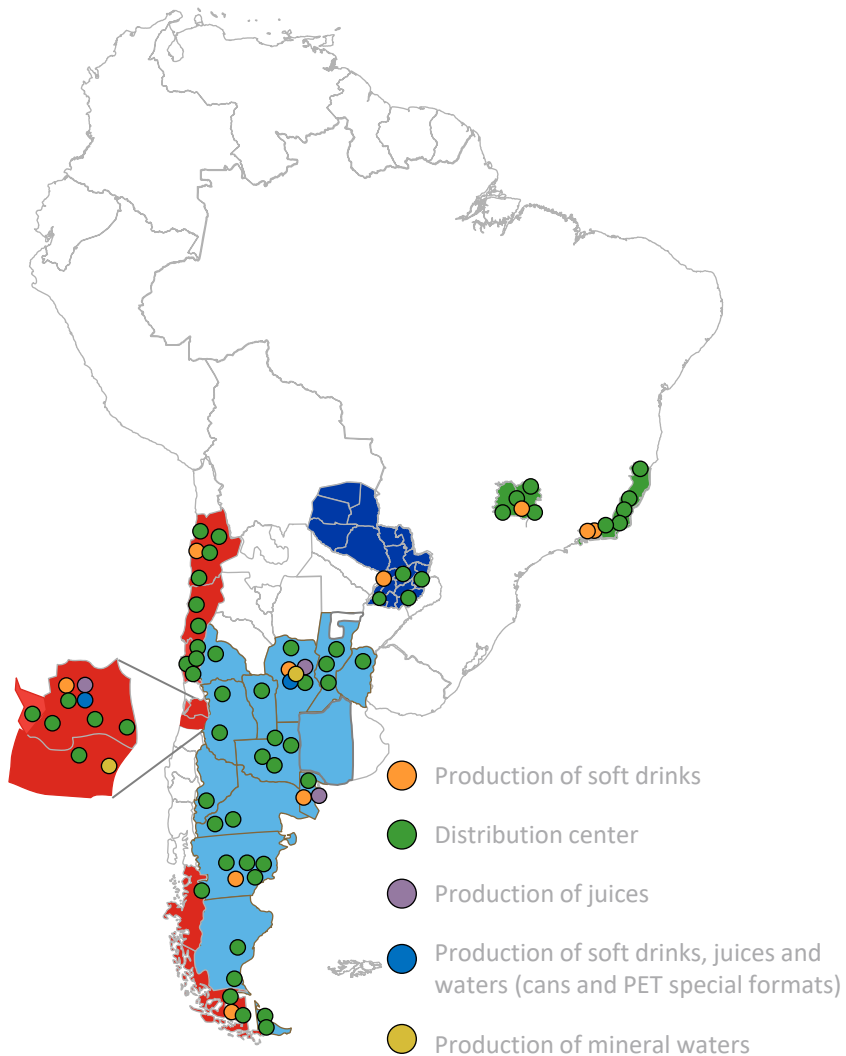 Production of soft drinks
Distribution center
Production of juices
Production of soft drinks, juices and
waters (cans and PET special formats)
Production of mineral waters